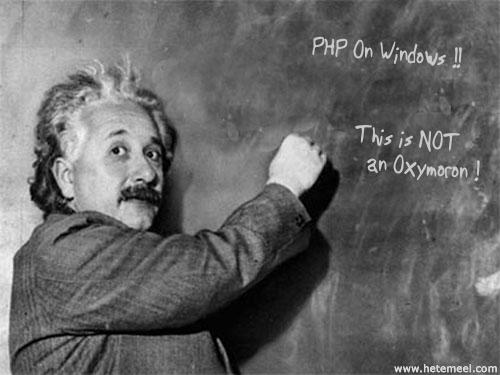 PHP On Windows !!
This is NOT
an Oxymoron !
www.hetemeel.com